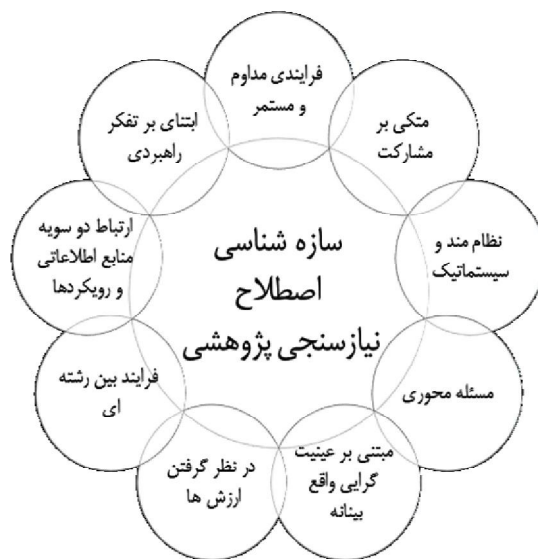 سازه شناسی
اصطلاح
نیازسنجی پژوهشی
فرایندی مداوم
و مستمر
متکی بر
مشارکت
نظام مند و
سیستماتیک
مسئله محوری
مبتنی بر عینیت
گرایی واقع
بینانه
در نظر گرفتن
ارزش ها
فرایند بین رشته
ای
ارتباط دو سویه
منابع اطلاعاتی
و رویکردها
ابتنای بر تفکر
راهبردی